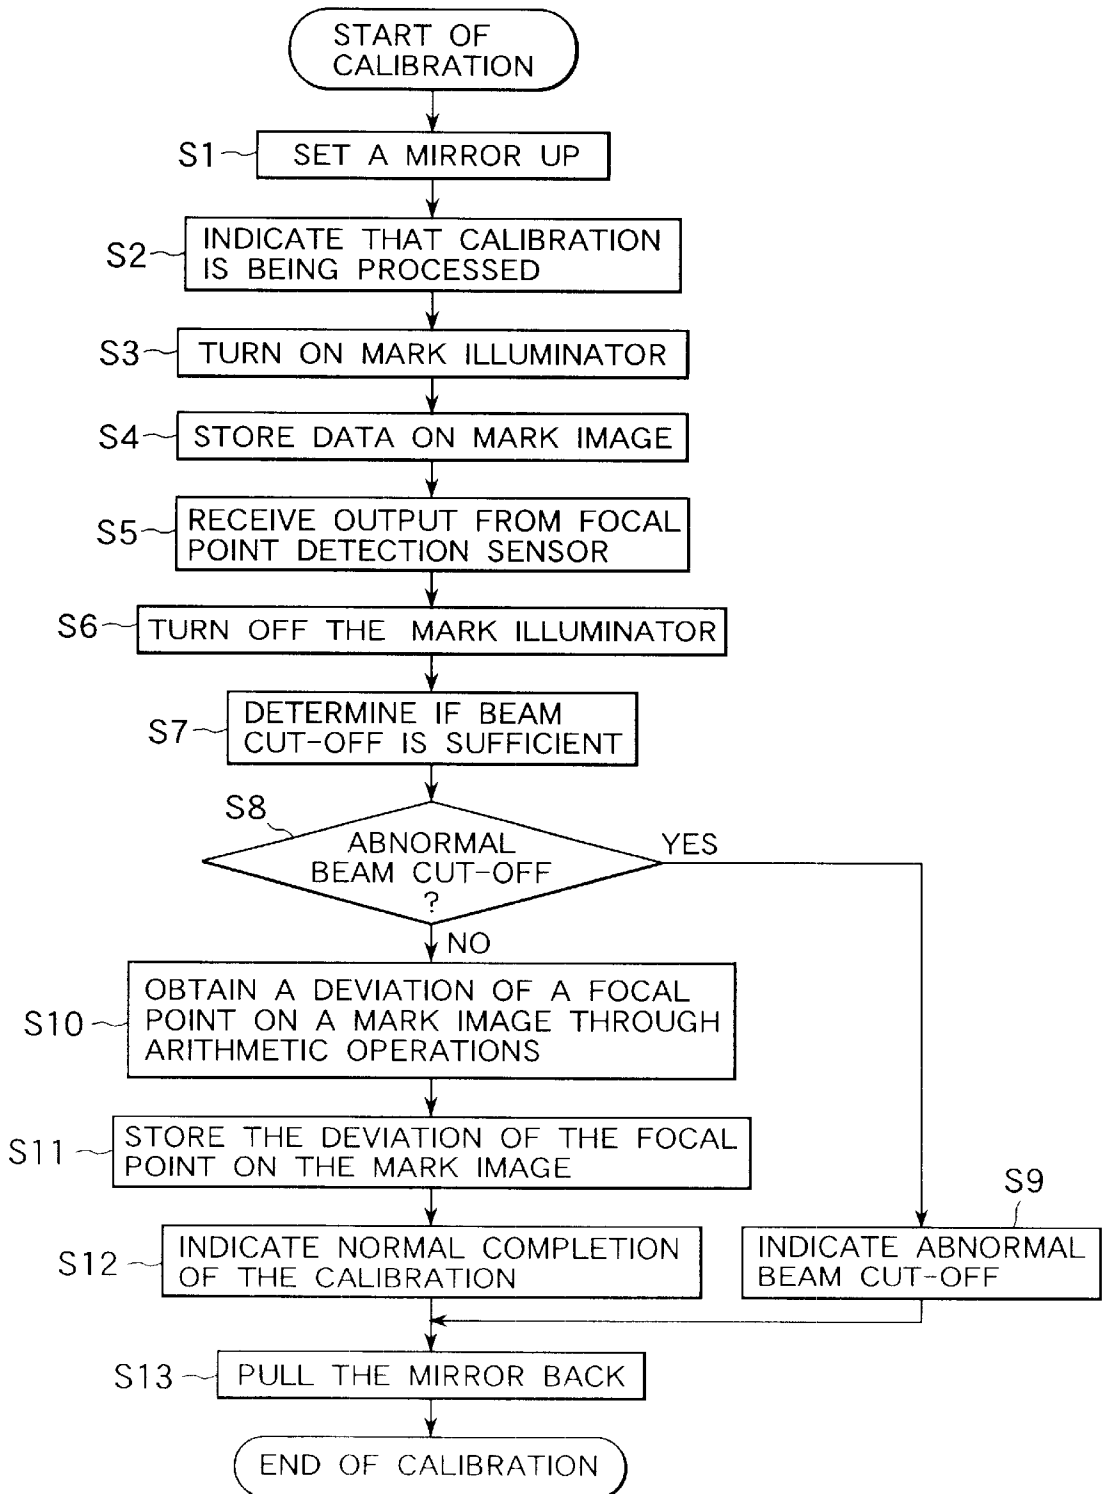 START OF
CALIBRATION
S1
SET A MIRROR UP
S2
INDICATE THAT CALIBRATION
IS BEING PROCESSED
S3
TURN ON MARK ILLUMINATOR
S4
STORE DATA ON MARK IMAGE
S5
RECEIVE OUTPUT FROM FOCAL
POINT DETECTION SENSOR
S6
TURN OFF THE MARK ILLUMINATOR
S7
DETERMINE IF BEAM
CUT-OFF IS SUFFICIENT
S8
ABNORMAL
BEAM CUT-OFF
?
YES
NO
S10
OBTAIN A DEVIATION OF A FOCAL
POINT ON A MARK IMAGE THROUGH
ARITHMETIC OPERATIONS
S11
STORE THE DEVIATION OF THE FOCAL
POINT ON THE MARK IMAGE
S12
INDICATE NORMAL COMPLETION
OF THE CALIBRATION
S9
INDICATE ABNORMAL
BEAM CUT-OFF
S13
PULL THE MIRROR BACK
END OF CALIBRATION